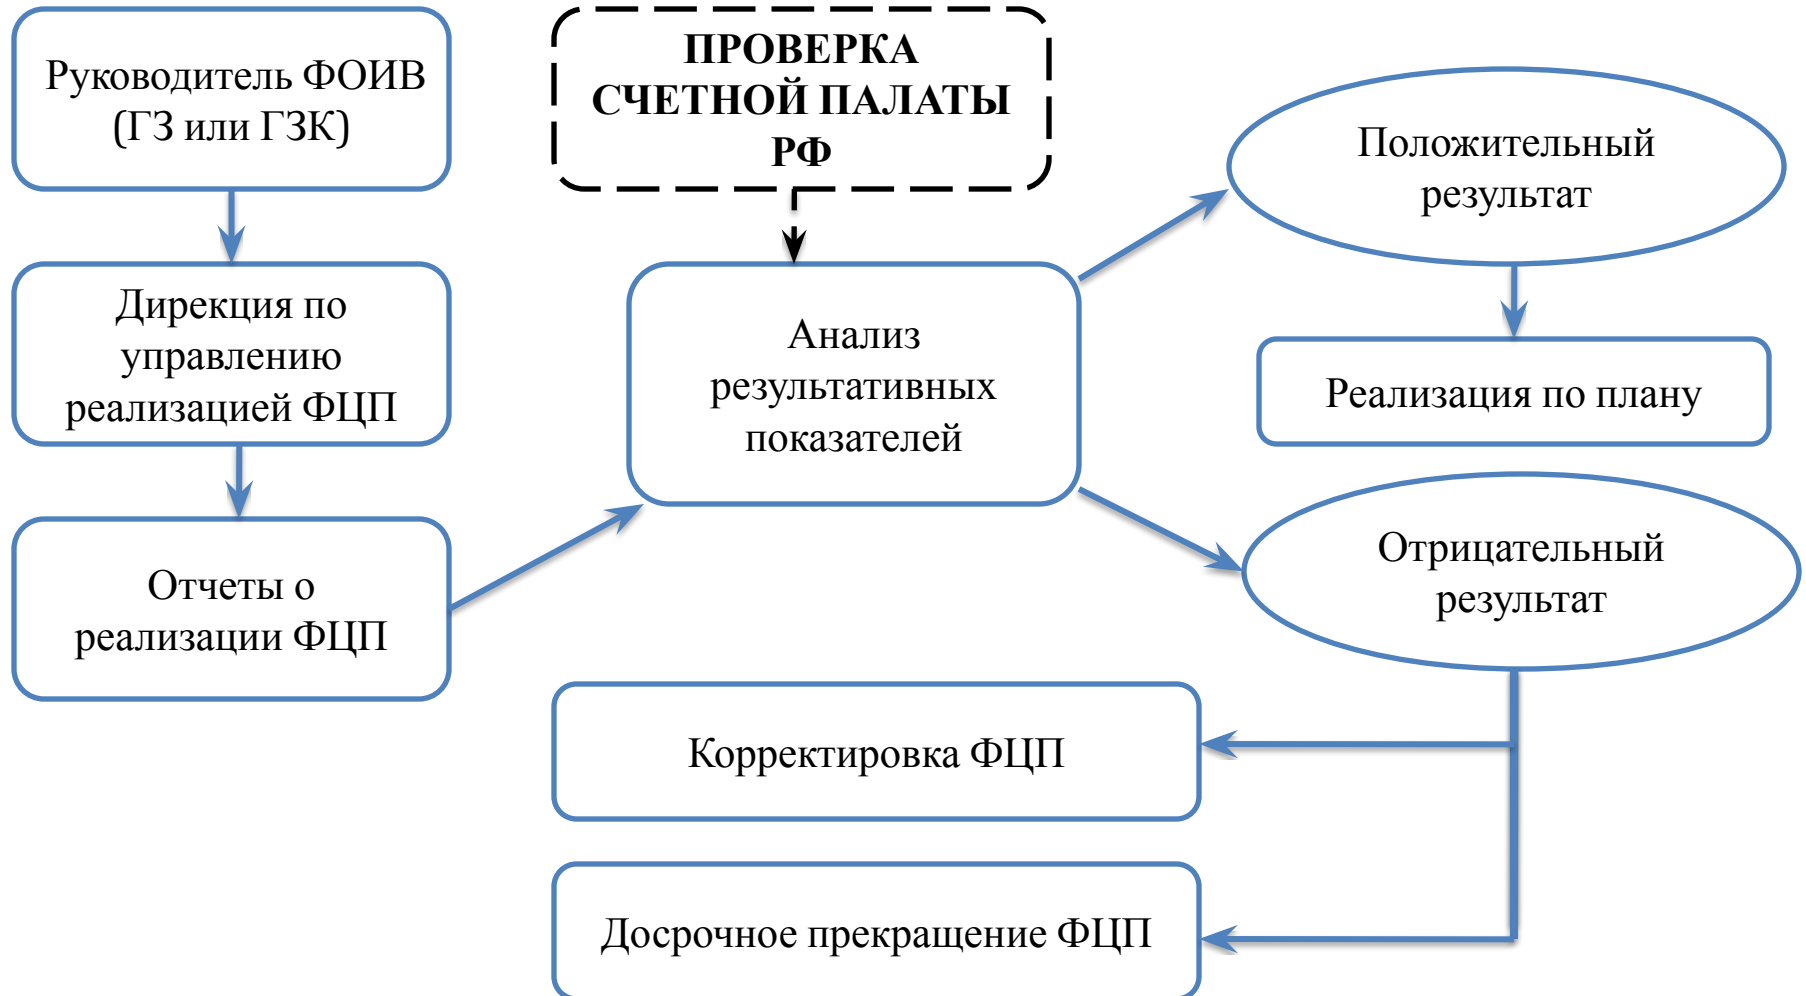 Руководитель ФОИВ
(ГЗ или ГЗК)
Дирекция по
управлению
реализацией ФЦП
Отчеты о
реализации ФЦП
ПРОВЕРКА
СЧЕТНОЙ ПАЛАТЫ
РФ
Анализ
результативных
показателей
Положительный
результат
Реализация по плану
Отрицательный
результат
Корректировка ФЦП
Досрочное прекращение ФЦП